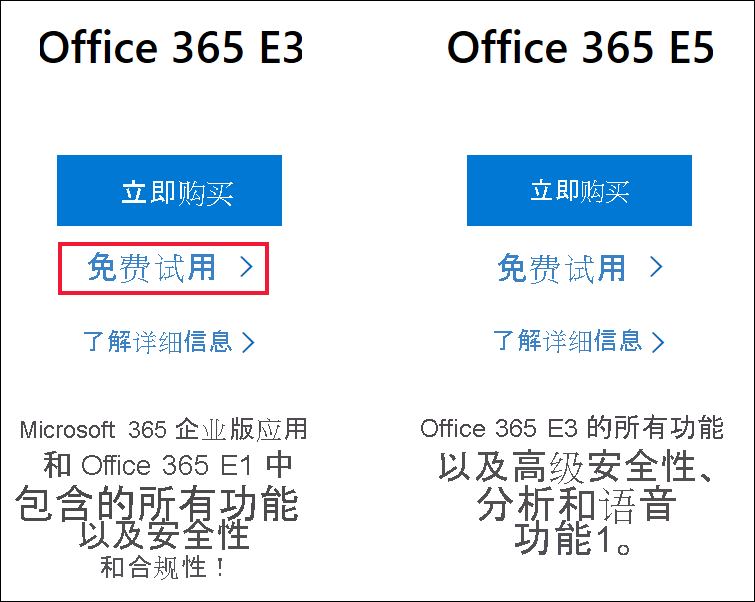 Office 365 E3
立即购买
免费试用 >
了解详细信息 >
Microsoft 365 企业版应用
和 Office 365 E1 中
包含的所有功能
以及安全性
和合规性！
Office 365 E5
立即购买
免费试用 >
了解详细信息 >
Office 365 E3 的所有功能
以及高级安全性、
分析和语音
功能1。